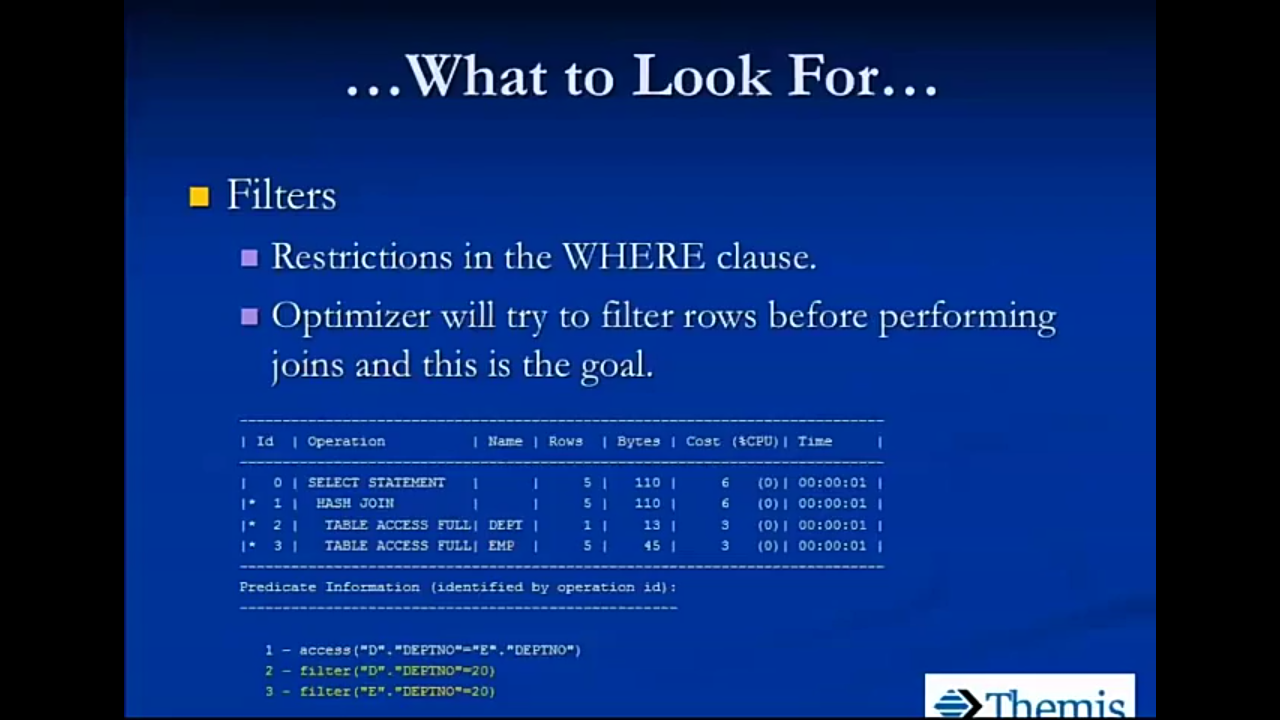 ...What to Look For...
Filters
Restrictions in the WHERE clause.
Optimizer will try to filter rows before performing
joins and this is the goal.
--------------------------------------------------------------------------
| Id | Operation | Name | Rows | Bytes | Cost (%CPU)| Time |
--------------------------------------------------------------------------
| 0 | SELECT STATEMENT | | 5 | 110 | 6 (0)| 00:00:01 |
|* 1 | HASH JOIN | | 5 | 110 | 6 (0)| 00:00:01 |
|* 2 | TABLE ACCESS FULL| DEPT | 1 | 13 | 3 (0)| 00:00:01 |
|* 3 | TABLE ACCESS FULL| EMP | 5 | 45 | 3 (0)| 00:00:01 |
--------------------------------------------------------------------------
Predicate Information (identified by operation id):
---------------------------------------------------
1 - access("D"."DEPTNO"="E"."DEPTNO")
2 - filter("D"."DEPTNO"=20)
3 - filter("E"."DEPTNO"=20)
Themis